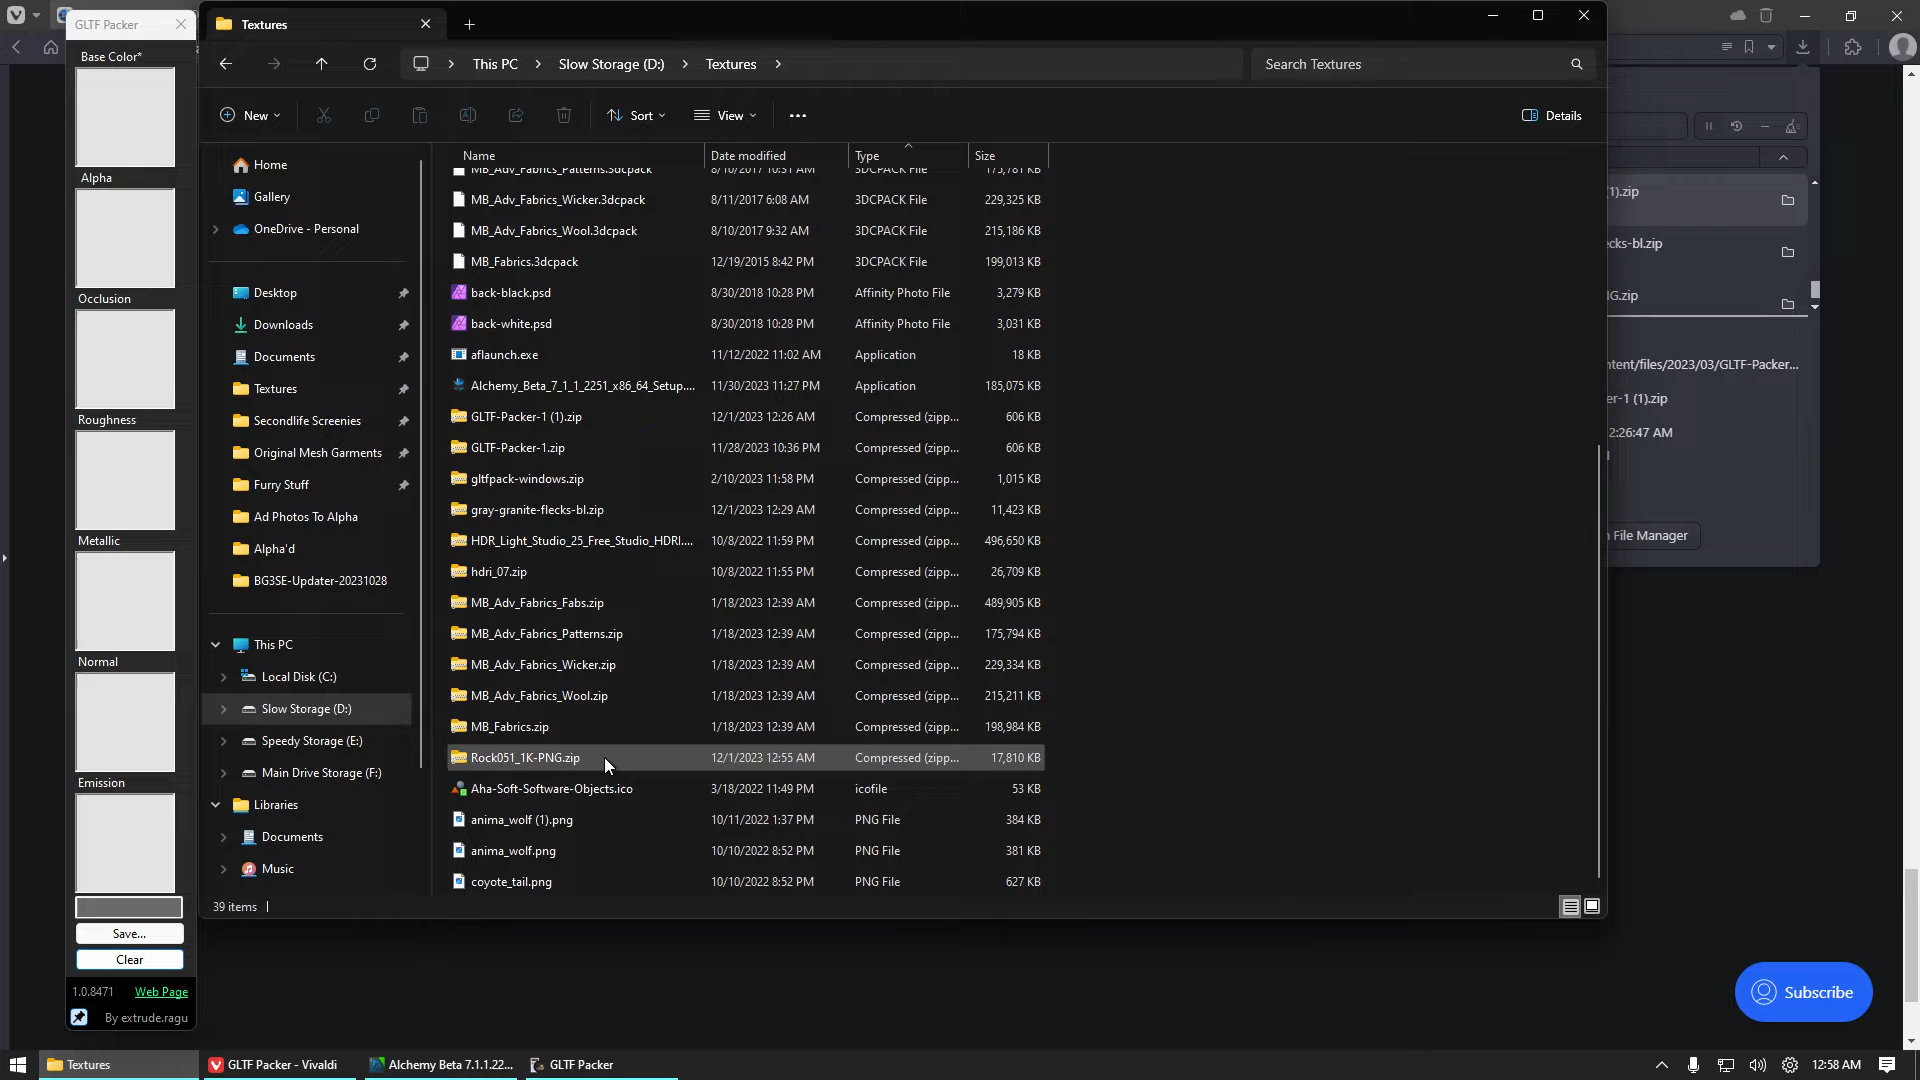 GLTF Packer
Base Color*
Alpha
Occlusion
Roughness
Metallic
Normal
Emission
Save...
Clear
1.0.8471 Web Page
By extrude.ragu
Textures
This PC > Slow Storage (D:) > Textures >
Search Textures
New
Sort
View
Details
Home
Gallery
OneDrive - Personal
Desktop
Downloads
Documents
Textures
Secondlife Screenies
Original Mesh Garments
Furry Stuff
Ad Photos To Alpha
Alpha'd
BG3SE-Updater-20231028
This PC
Local Disk (C:)
Slow Storage (D:)
Speedy Storage (E:)
Main Drive Storage (F:)
Libraries
Documents
Music
Name Date modified Type Size
MB_Adv_Fabrics_Patterns.3dcpack 8/10/2017 10:31 AM 3DCPACK File 175,781 KB
MB_Adv_Fabrics_Wicker.3dcpack 8/11/2017 6:08 AM 3DCPACK File 229,325 KB
MB_Adv_Fabrics_Wool.3dcpack 8/10/2017 9:32 AM 3DCPACK File 215,186 KB
MB_Fabrics.3dcpack 12/19/2015 8:42 PM 3DCPACK File 199,013 KB
back-black.psd 8/30/2018 10:28 PM Affinity Photo File 3,279 KB
back-white.psd 8/30/2018 10:28 PM Affinity Photo File 3,031 KB
aflaunch.exe 11/12/2022 11:02 AM Application 18 KB
Alchemy_Beta_7_1_1_2251_x86_64_Setup.... 11/30/2023 11:27 PM Application 185,075 KB
GLTF-Packer-1 (1).zip 12/1/2023 12:26 AM Compressed (zipp... 606 KB
GLTF-Packer-1.zip 11/28/2023 10:36 PM Compressed (zipp... 606 KB
gltfpack-windows.zip 2/10/2023 11:58 PM Compressed (zipp... 1,015 KB
gray-granite-flecks-bl.zip 12/1/2023 12:29 AM Compressed (zipp... 11,423 KB
HDR_Light_Studio_25_Free_Studio_HDRI.... 10/8/2022 11:59 PM Compressed (zipp... 496,650 KB
hdri_07.zip 10/8/2022 11:55 PM Compressed (zipp... 26,709 KB
MB_Adv_Fabrics_Fabs.zip 1/18/2023 12:39 AM Compressed (zipp... 489,905 KB
MB_Adv_Fabrics_Patterns.zip 1/18/2023 12:39 AM Compressed (zipp... 175,794 KB
MB_Adv_Fabrics_Wicker.zip 1/18/2023 12:39 AM Compressed (zipp... 229,334 KB
MB_Adv_Fabrics_Wool.zip 1/18/2023 12:39 AM Compressed (zipp... 215,211 KB
MB_Fabrics.zip 1/18/2023 12:39 AM Compressed (zipp... 198,984 KB
Rock051_1K-PNG.zip 12/1/2023 12:55 AM Compressed (zipp... 17,810 KB
Aha-Soft-Software-Objects.ico 3/18/2022 11:49 PM icofile 53 KB
anima_wolf (1).png 10/11/2022 1:37 PM PNG File 384 KB
anima_wolf.png 10/10/2022 8:52 PM PNG File 381 KB
coyote_tail.png 10/10/2022 8:52 PM PNG File 627 KB
39 items
1).zip
cks-bl.zip
G.zip
ntent/files/2023/03/GLTF-Packer...
er-1 (1).zip
2:26:47 AM
File Manager
Subscribe
Textures
GLTF Packer - Vivaldi
Alchemy Beta 7.1.1.22...
GLTF Packer
12:58 AM